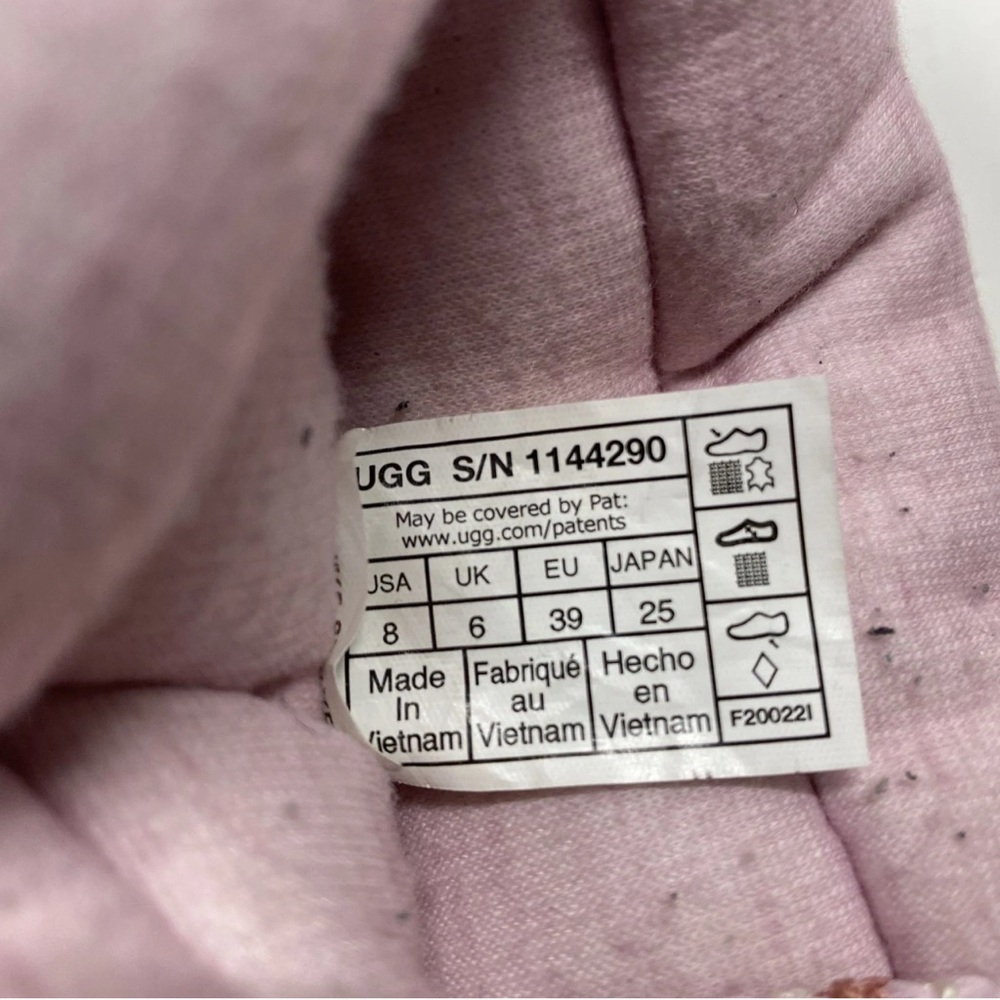 UGG S/N 1144290
May be covered by Pat:
www.ugg.com/patents
USA UK EU JAPAN
8 6 39 25
Made
In
Vietnam
Fabriqué
au
Vietnam
Hecho
en
Vietnam
F20022I